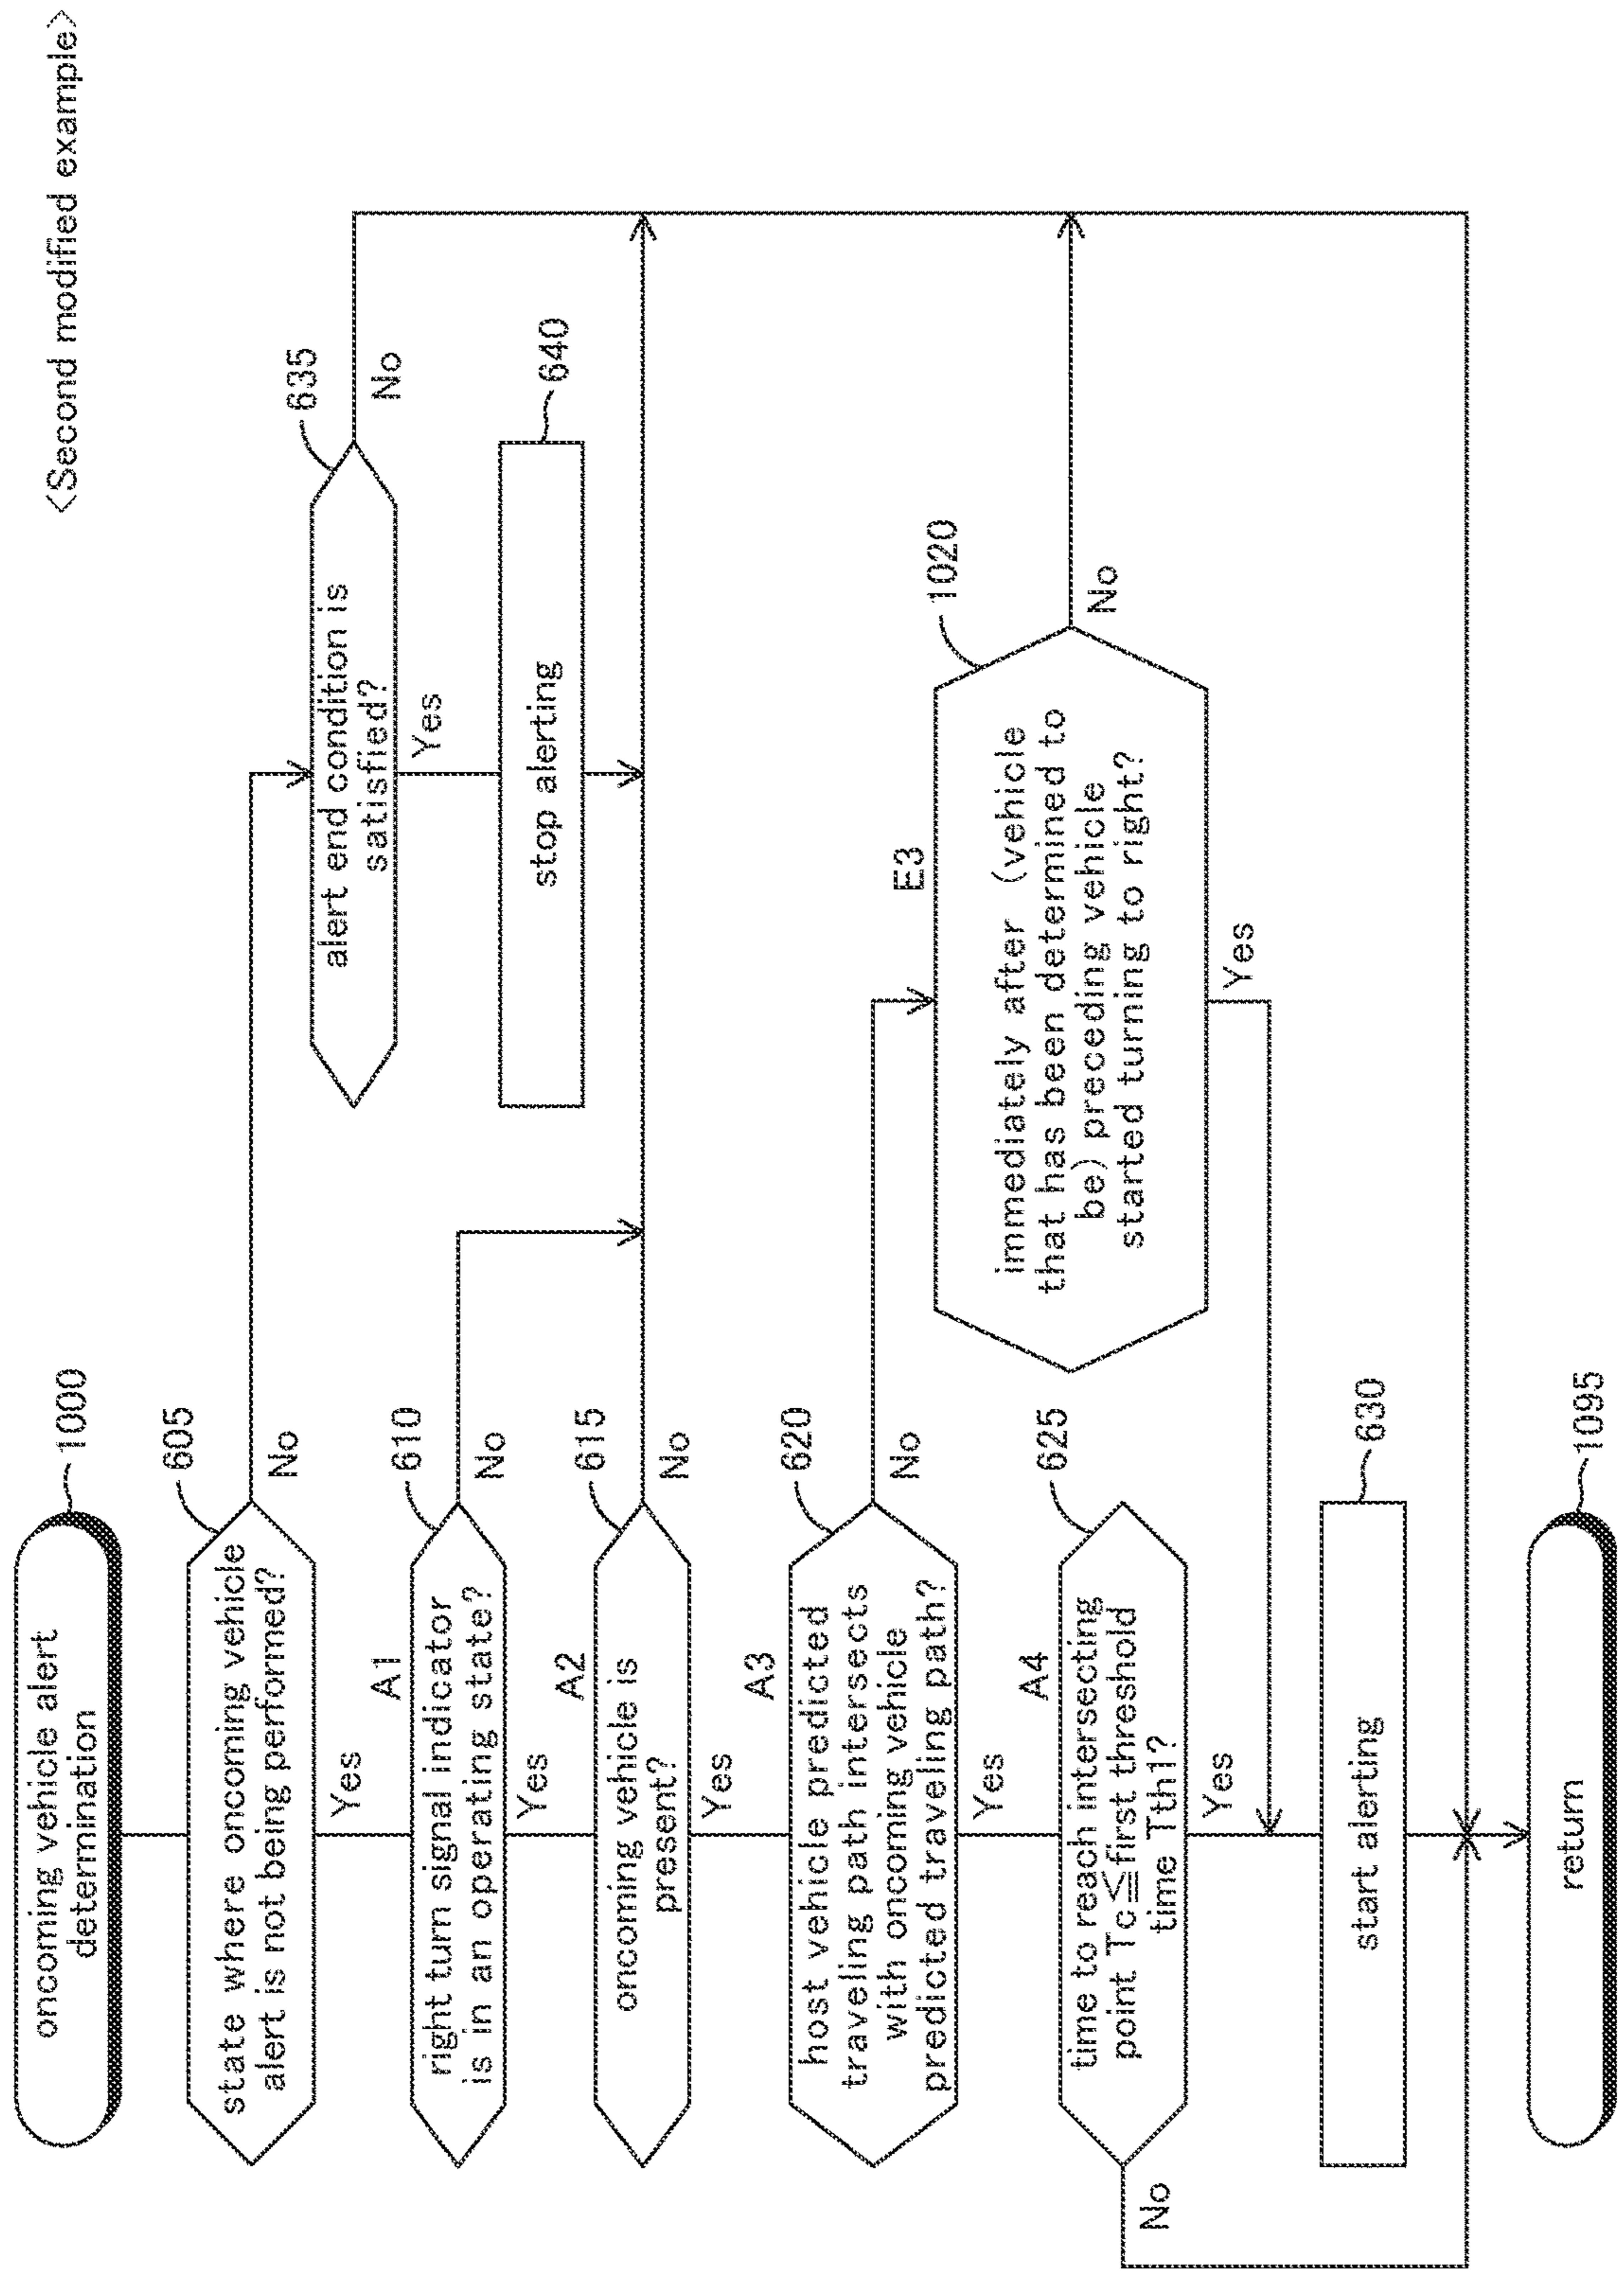 <Second modified example>
oncoming vehicle alert
determination
1000
605
state where oncoming vehicle
alert is not being performed?
No
Yes
635
alert end condition is
satisfied?
No
Yes
640
stop alerting
A1
610
right turn signal indicator
is in an operating state?
No
Yes
A2
615
oncoming vehicle is
present?
No
Yes
A3
620
host vehicle predicted
traveling path intersects
with oncoming vehicle
predicted traveling path?
No
Yes
E3
1020
immediately after (vehicle
that has been determined to
be) preceding vehicle
started turning to right?
No
Yes
A4
625
time to reach intersecting
point Tc≦first threshold
time Tth1?
No
Yes
630
start alerting
1095
return